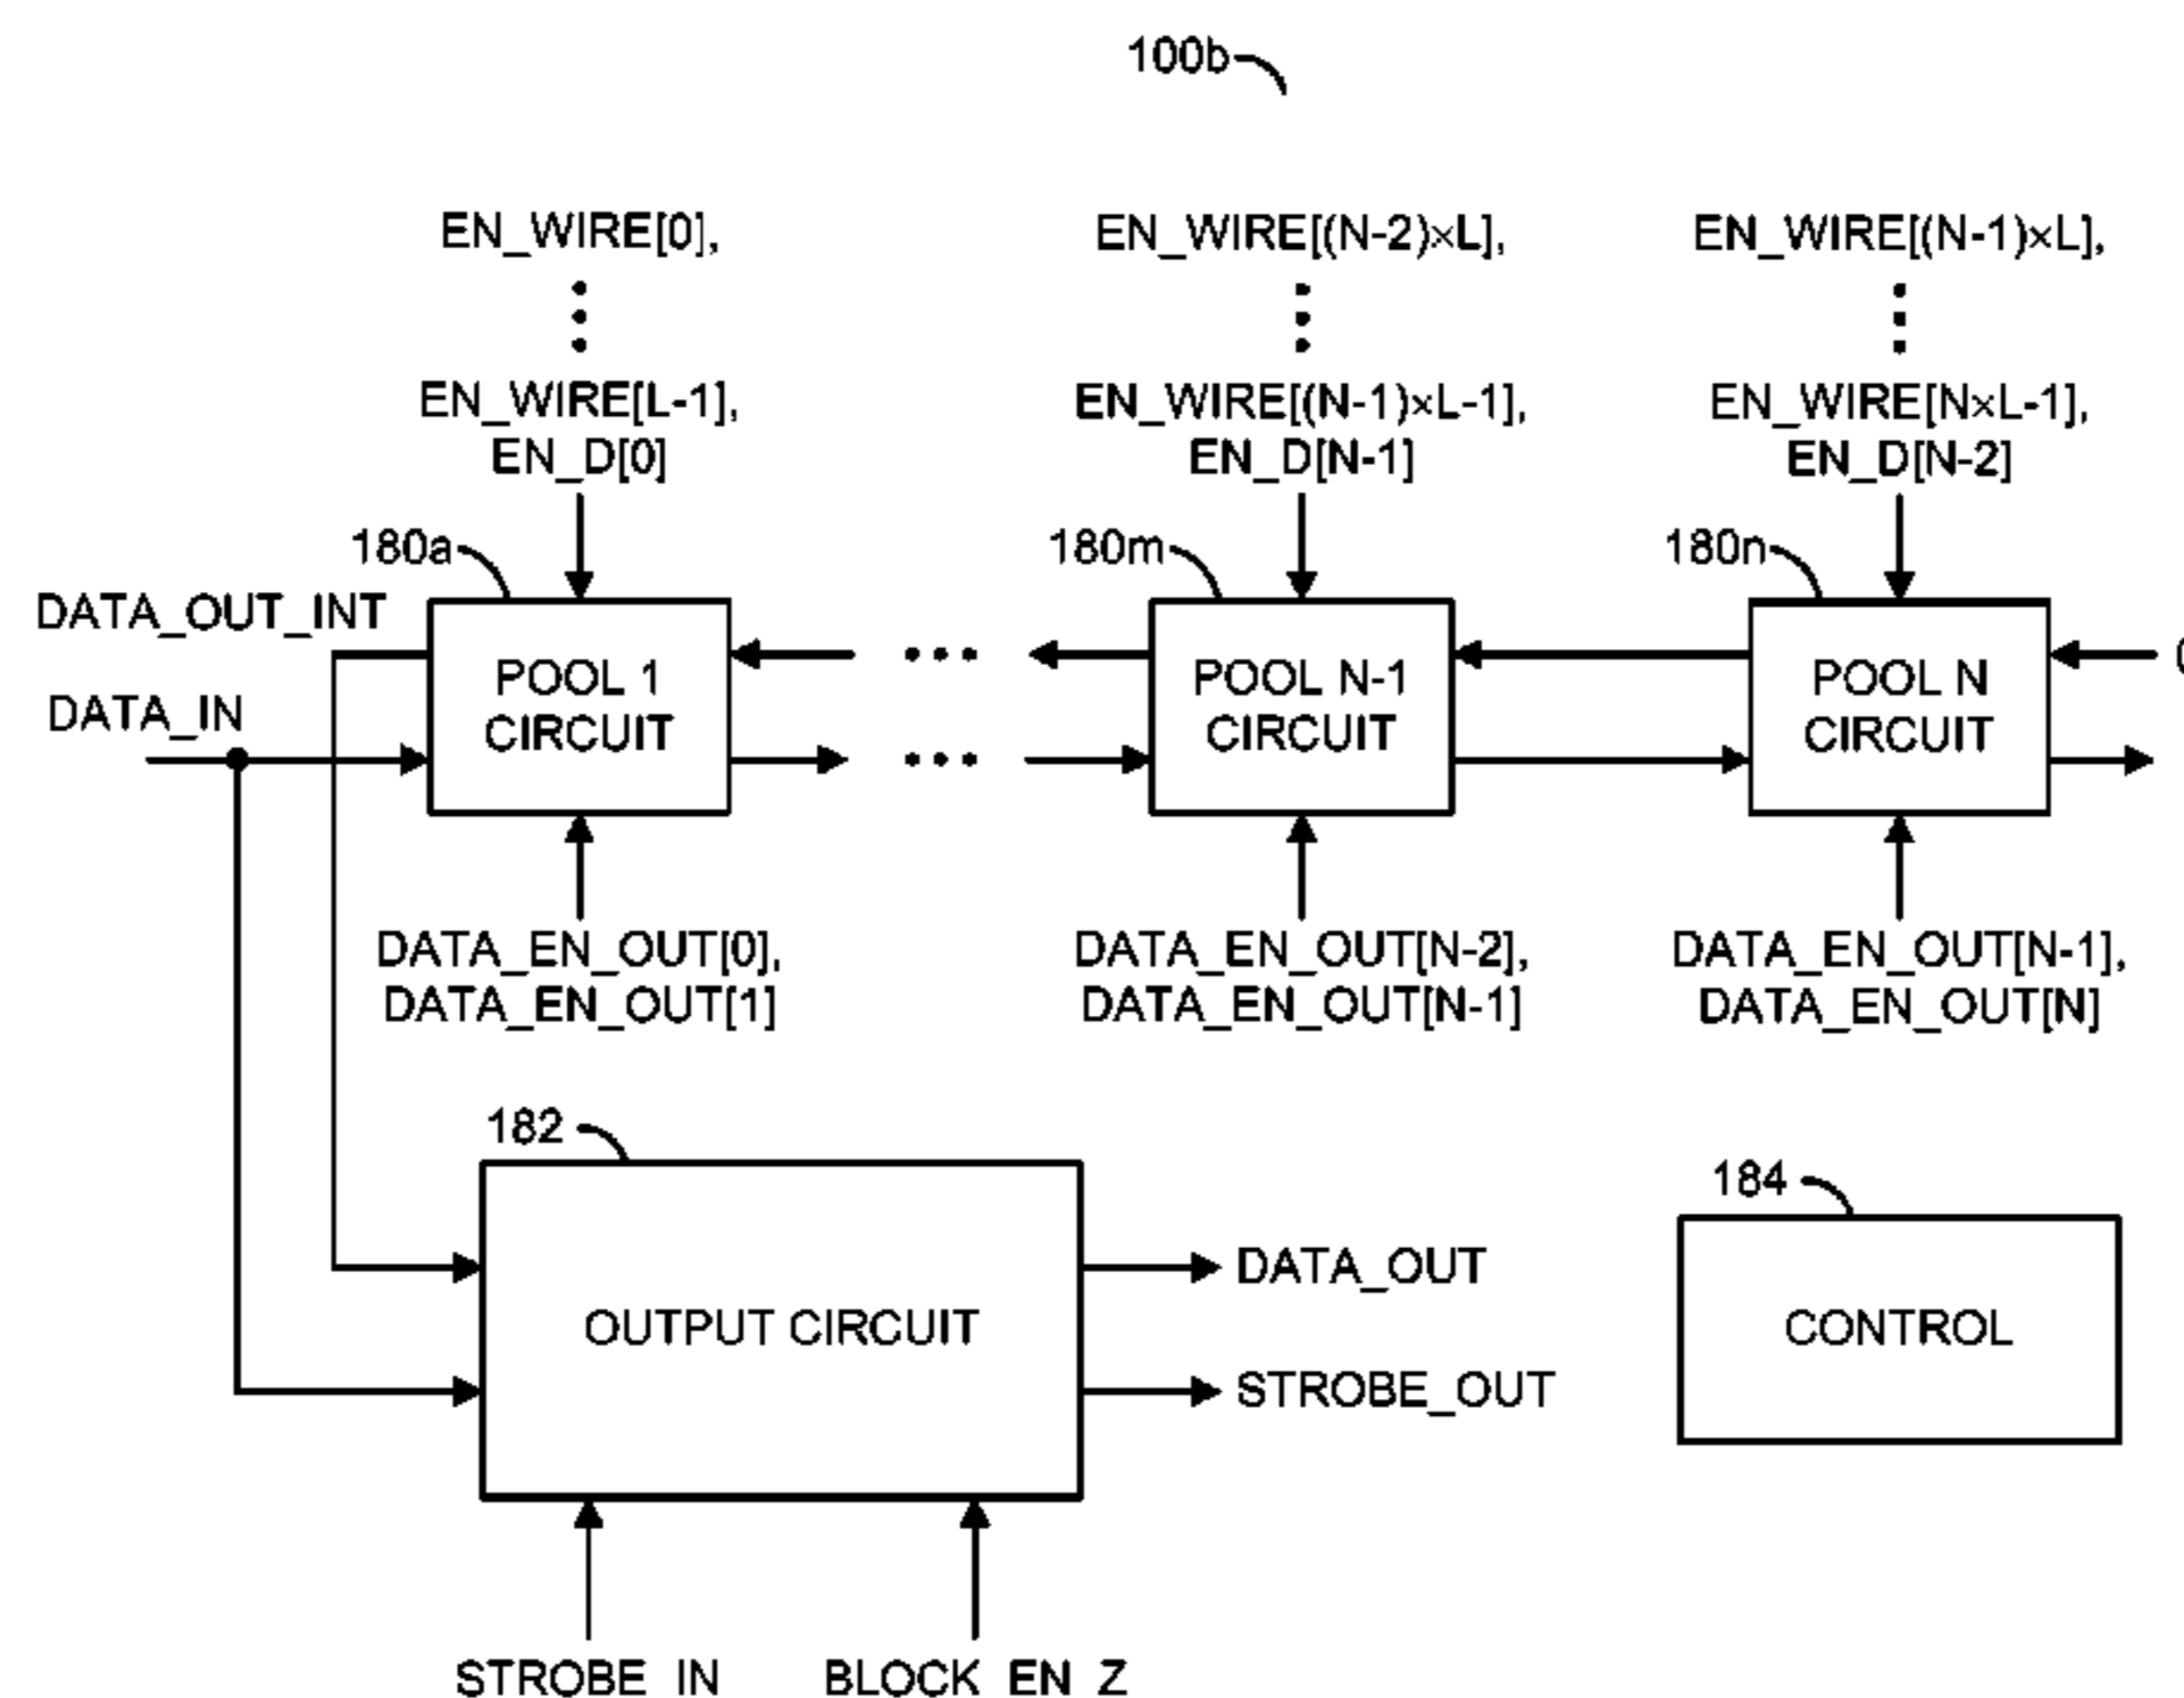 100b
EN_WIRE[0],
EN_WIRE[L-1],
EN_D[0]
EN_WIRE[(N-2)×L],
EN_WIRE[(N-1)×L-1],
EN_D[N-1]
EN_WIRE[(N-1)×L],
EN_WIRE[N×L-1],
EN_D[N-2]
180a
180m
180n
DATA_OUT_INT
DATA_IN
POOL 1
CIRCUIT
POOL N-1
CIRCUIT
POOL N
CIRCUIT
DATA_EN_OUT[0],
DATA_EN_OUT[1]
DATA_EN_OUT[N-2],
DATA_EN_OUT[N-1]
DATA_EN_OUT[N-1],
DATA_EN_OUT[N]
182
OUTPUT CIRCUIT
DATA_OUT
STROBE_OUT
184
CONTROL
STROBE_IN
BLOCK_EN_Z